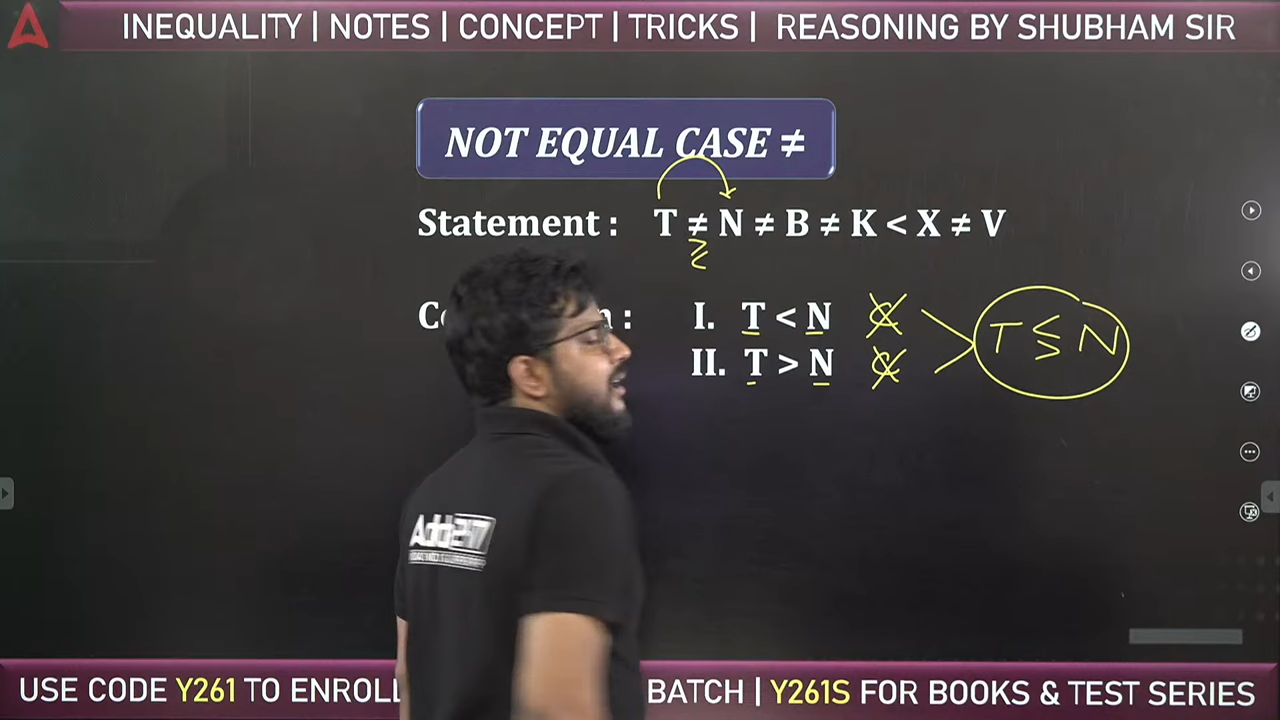 INEQUALITY | NOTES | CONCEPT | TRICKS | REASONING BY SHUBHAM SIR
NOT EQUAL CASE ≠
Statement : T ≠ N ≠ B ≠ K < X ≠ V
I. T < N
II. T > N
T N
Adda247
USE CODE Y261 TO ENROLL BATCH | Y261S FOR BOOKS & TEST SERIES